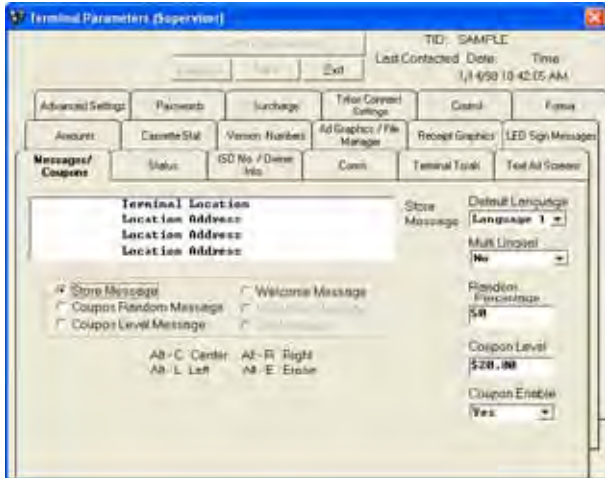 Terminal Parameters (Supervisor)
TID: SAMPLE
Last Contacted Date: Time
1/14/98 10:42:05 AM
Exit
Advanced Settings
Passwords
Surcharge
Triton Connect Settings
Control
Format
Amounts
Cassette Stat
Version Numbers
Ad Graphics / File Manager
Receipt Graphics
LED Sign Messages
Messages/ Coupons
Status
ISO No. / Owner Info.
Comm
Terminal Totals
Text Ad Screens
Terminal Location
Location Address
Location Address
Location Address
Store Message
Default Language
Language 1
Multi Lingual
No
Store Message
Welcome Message
Coupon Random Message
Coupon Level Message
Alt - C Center Alt - R Right
Alt - L Left Alt - E Erase
Random Percentage
50
Coupon Level
$20.00
Coupon Enable
Yes